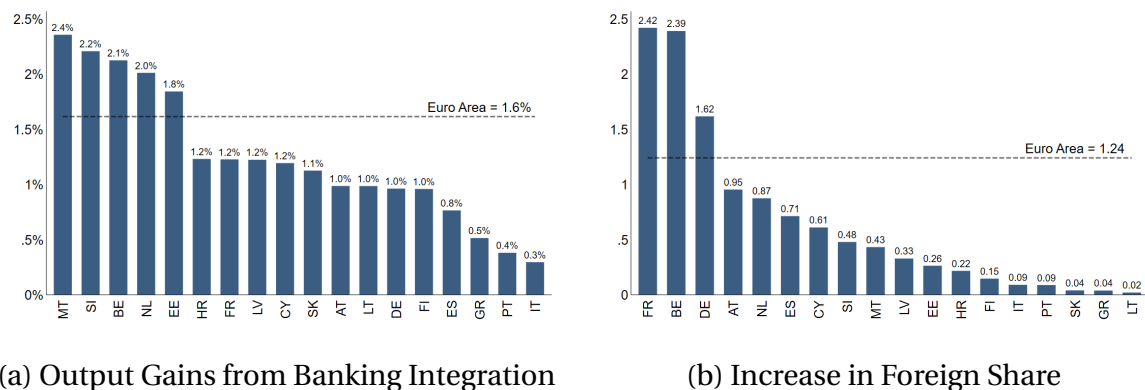 2.5%
2%
1.5%
1%
.5%
0%
2.4%
2.2%
2.1%
2.0%
1.8%
1.2%
1.2%
1.2%
1.2%
1.1%
1.0%
1.0%
1.0%
1.0%
0.8%
0.5%
0.4%
0.3%
Euro Area = 1.6%
MT
SI
BE
NL
EE
HR
FR
LV
CY
SK
AT
LT
DE
FI
ES
GR
PT
IT
(a) Output Gains from Banking Integration
2.5
2
1.5
1
.5
0
2.42
2.39
1.62
0.95
0.87
0.71
0.61
0.48
0.43
0.33
0.26
0.22
0.15
0.09
0.09
0.04
0.04
0.02
Euro Area = 1.24
FR
BE
DE
AT
NL
ES
CY
SI
MT
LV
EE
HR
FI
IT
PT
SK
GR
LT
(b) Increase in Foreign Share